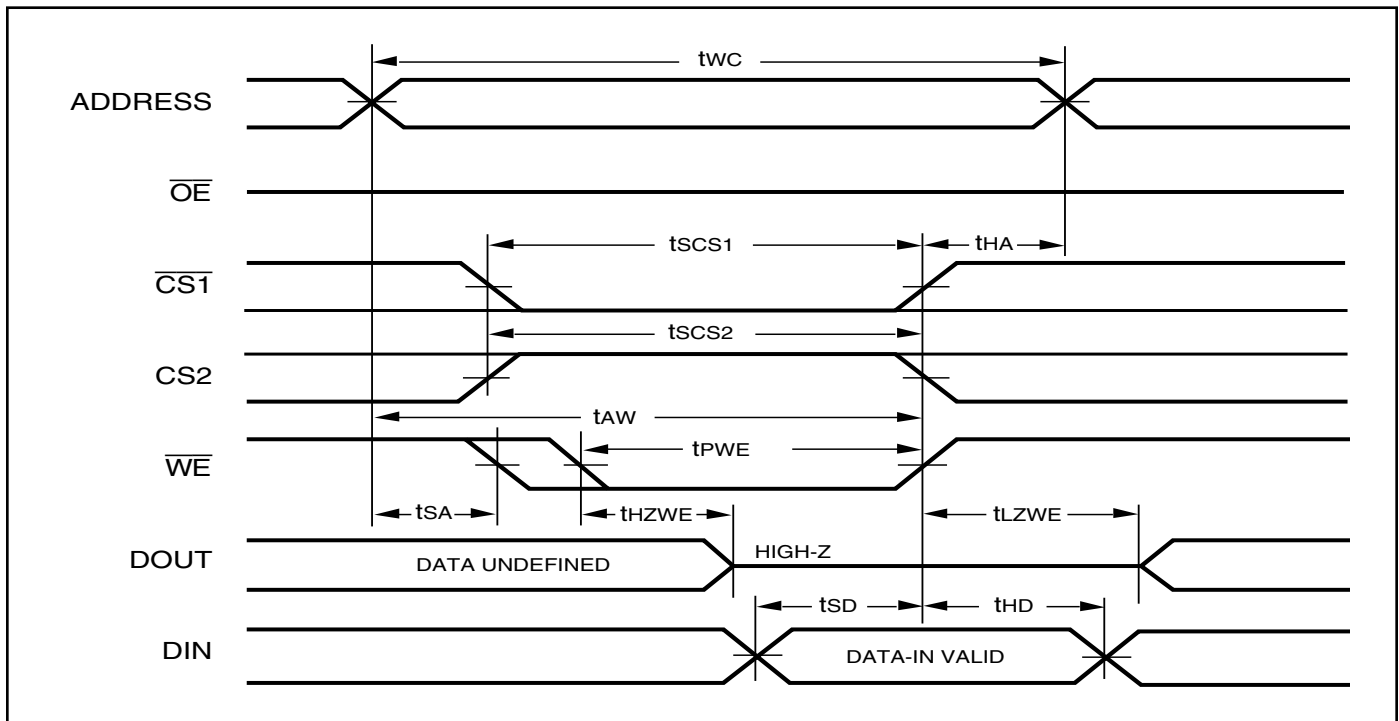 tWC
ADDRESS
OE
tSCS1
tHA
CS1
tSCS2
CS2
tAW
WE
tPWE
tSA
tHZWE
tLZWE
DOUT
DATA UNDEFINED
HIGH-Z
tSD
tHD
DIN
DATA-IN VALID